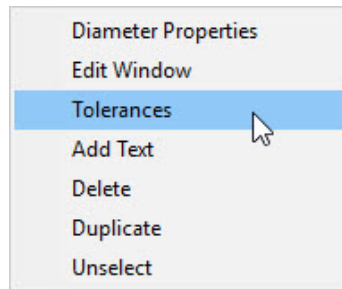 Diameter Properties
Edit Window
Tolerances
Add Text
Delete
Duplicate
Unselect